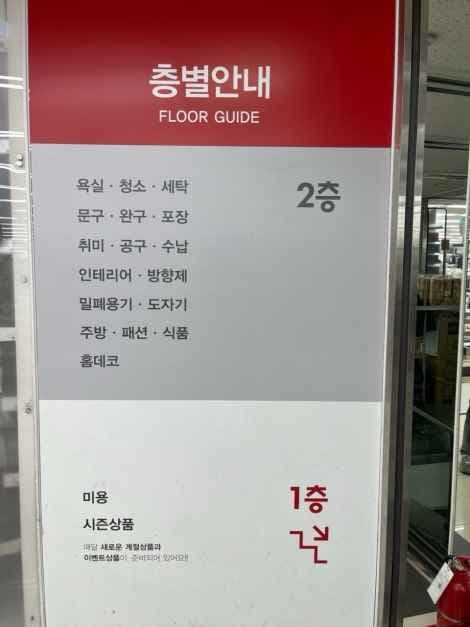 층별안내
FLOOR GUIDE
욕실 · 청소 · 세탁
2층
문구 · 완구 · 포장
취미 · 공구 · 수납
인테리어 · 방향제
밀폐용기 · 도자기
주방 · 패션 · 식품
홈데코
미용
1층
시즌상품
매달 새로운 계절상품과
이벤트상품이 준비되어 있어요!